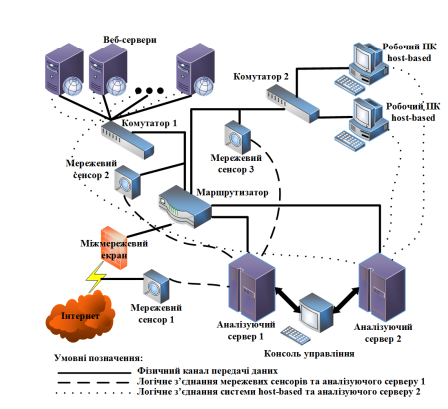 Веб-сервери
Робочий ПК
host-based
Комутатор 2
Комутатор 1
Робочий ПК
host-based
Мережевий
сенсор 2
Мережевий
сенсор 3
Маршрутизатор
Міжмережевий
екран
Інтернет
Мережевий
сенсор 1
Аналізуючий
сервер 1
Аналізуючий
сервер 2
Консоль управління
Умовні позначення:
Фізичний канал передачі даних
Логічне з’єднання мережевих сенсорів та аналізуючого серверу 1
Логічне з’єднання системи host-based та аналізуючого серверу 2